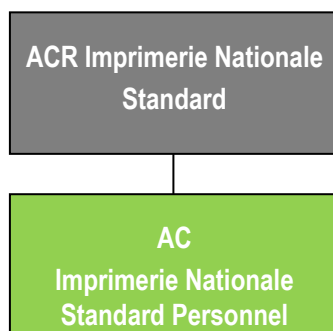 ACR Imprimerie Nationale
Standard
AC
Imprimerie Nationale
Standard Personnel